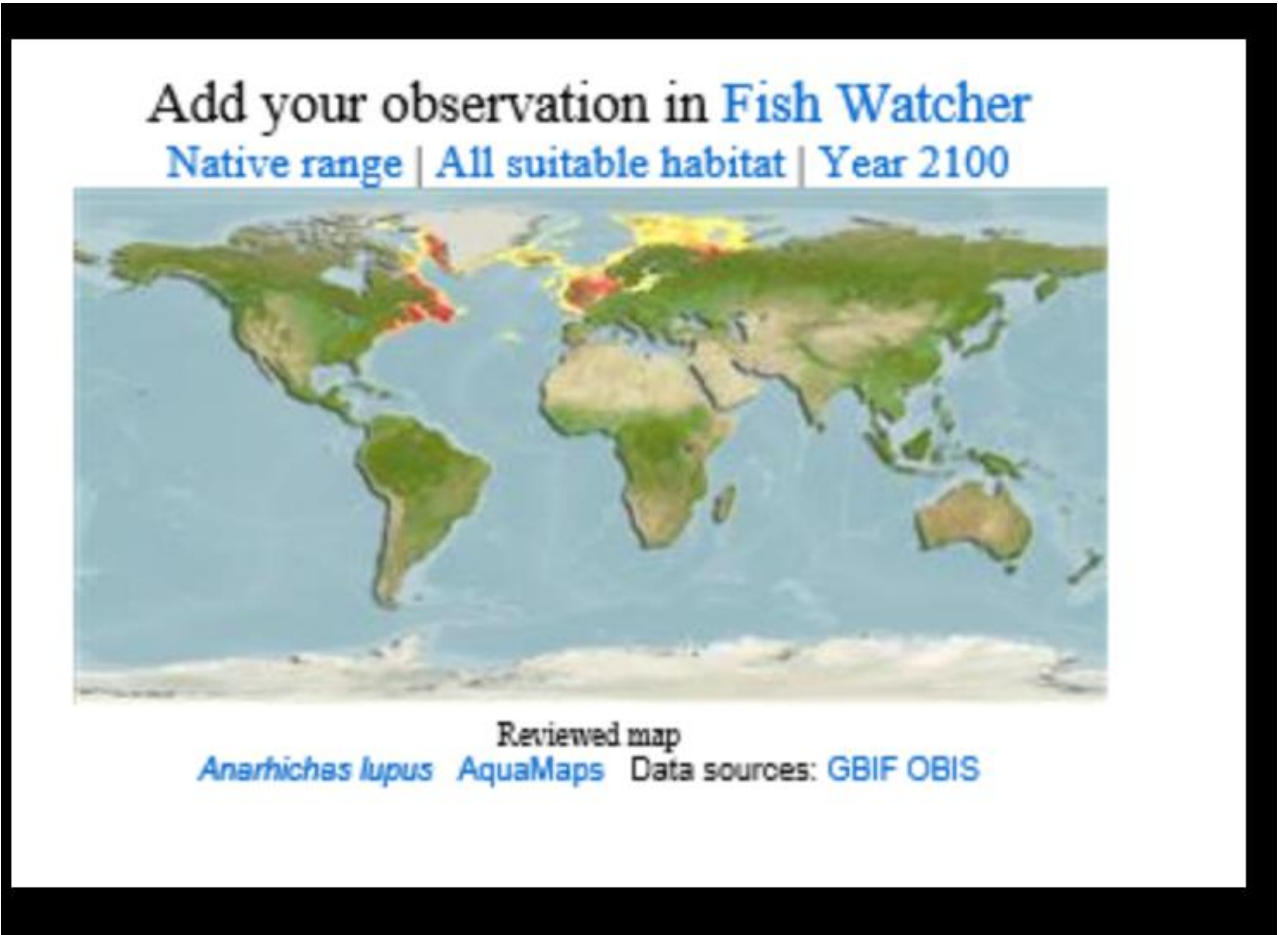 Add your observation in Fish Watcher
Native range | All suitable habitat | Year 2100
Reviewed map
Anarhichas lupus AquaMaps Data sources: GBIF OBIS